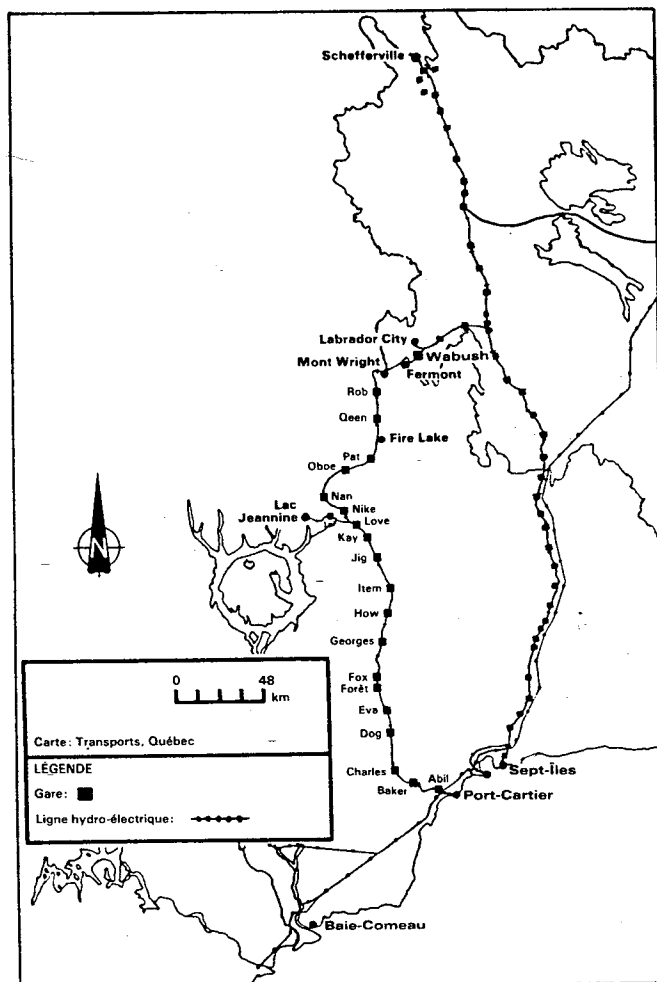 Schefferville
Labrador City
Wabush
Mont Wright
Fermont
Rob
Qeen
Fire Lake
Pat
Oboe
Nan
Lac
Jeannine
Nike
Love
Kay
Jig
N
Item
How
Georges
0 48
km
Fox
Forêt
Eva
Dog
Carte: Transports, Québec
LÉGENDE
Gare:
Ligne hydro-électrique:
Charles
Baker
Abil
Sept-Îles
Port-Cartier
Baie-Comeau